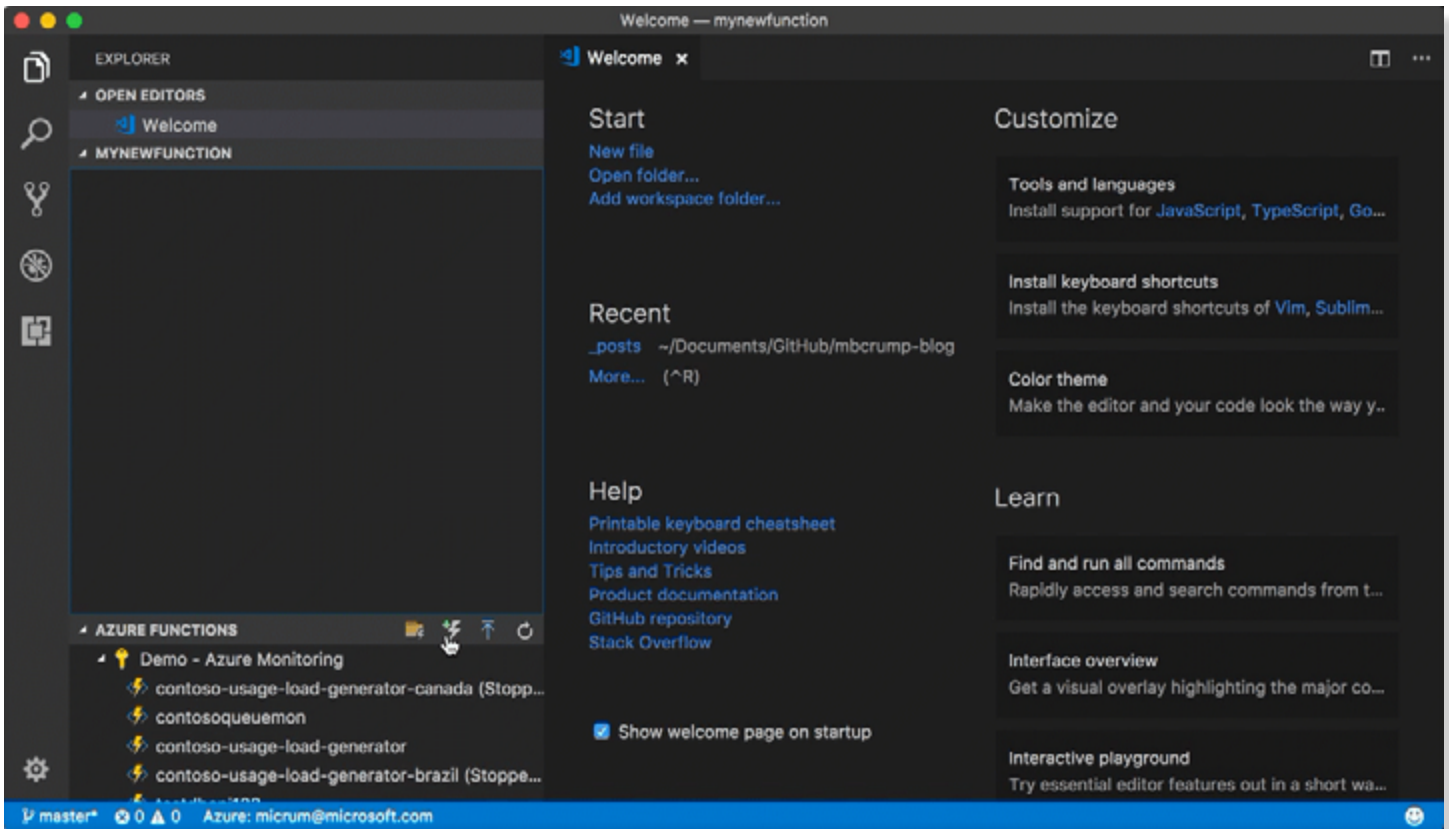 Welcome — mynewfunction
EXPLORER
OPEN EDITORS
Welcome
MYNEWFUNCTION
AZURE FUNCTIONS
Demo - Azure Monitoring
contoso-usage-load-generator-canada (Stopp...
contosoqueuemon
contoso-usage-load-generator
contoso-usage-load-generator-brazil (Stoppe...
Welcome
Start
New file
Open folder...
Add workspace folder...
Recent
_posts ~/Documents/GitHub/mbcrump-blog
More... (^R)
Help
Printable keyboard cheatsheet
Introductory videos
Tips and Tricks
Product documentation
GitHub repository
Stack Overflow
Show welcome page on startup
Customize
Tools and languages
Install support for JavaScript, TypeScript, Go...
Install keyboard shortcuts
Install the keyboard shortcuts of Vim, Sublim...
Color theme
Make the editor and your code look the way y..
Learn
Find and run all commands
Rapidly access and search commands from t...
Interface overview
Get a visual overlay highlighting the major co...
Interactive playground
Try essential editor features out in a short wa...
master* 0 0 Azure: micrum@microsoft.com